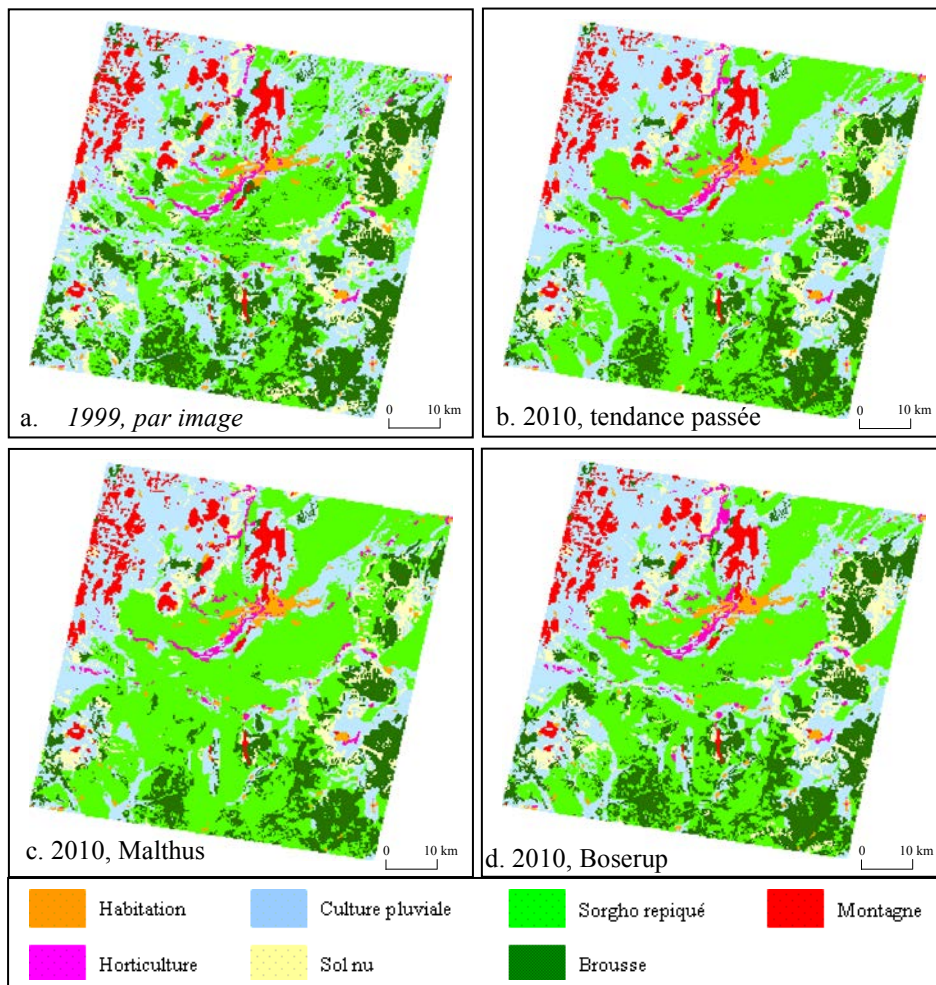 a. 1999, par image
0 10 km
b. 2010, tendance passée
0 10 km
c. 2010, Malthus
0 10 km
d. 2010, Boserup
0 10 km
Habitation
Culture pluviale
Sorgho repiqué
Montagne
Horticulture
Sol nu
Brousse